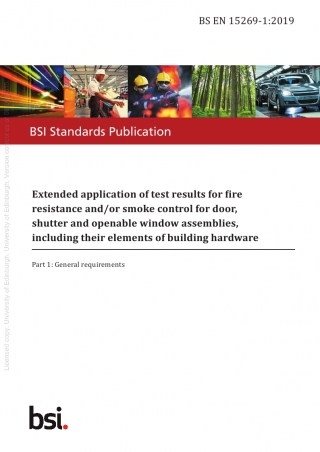 BS EN 15269-1:2019
BSI Standards Publication
Extended application of test results for fire
resistance and/or smoke control for door,
shutter and openable window assemblies,
including their elements of building hardware
Part 1: General requirements
bsi.
Licensed copy: University of Edinburgh, University of Edinburgh, Version